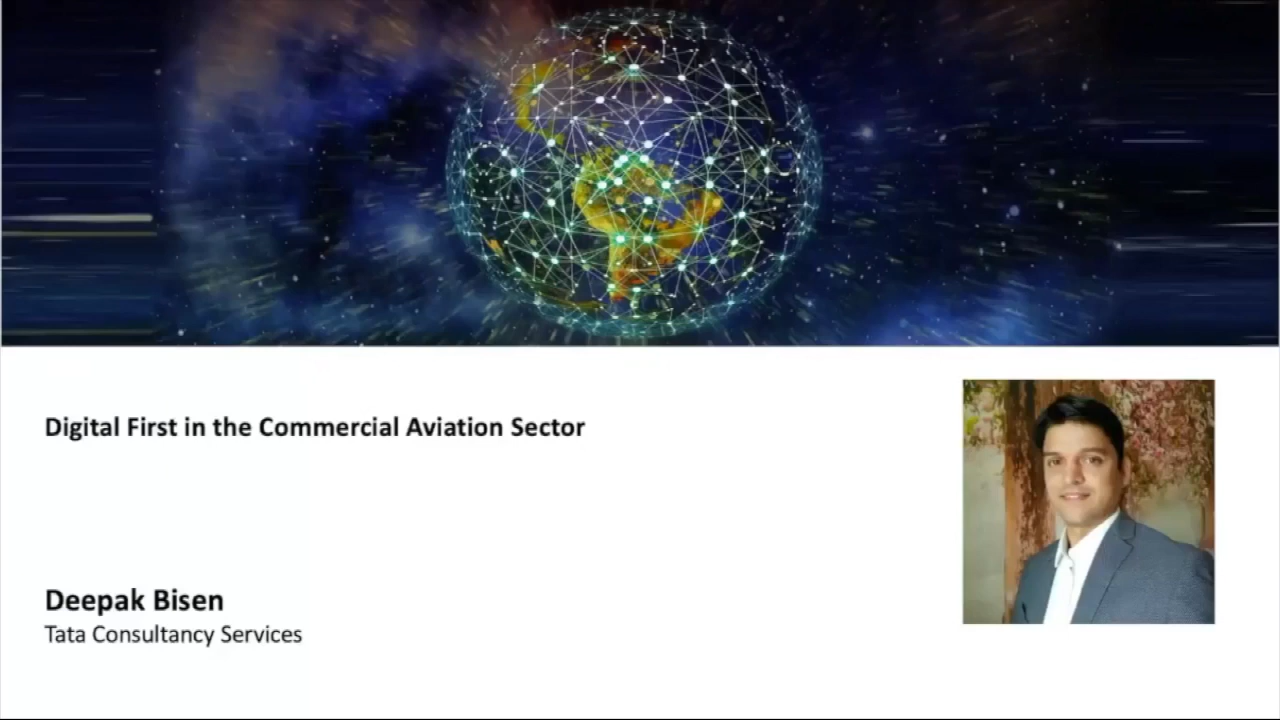 Digital First in the Commercial Aviation Sector
Deepak Bisen
Tata Consultancy Services